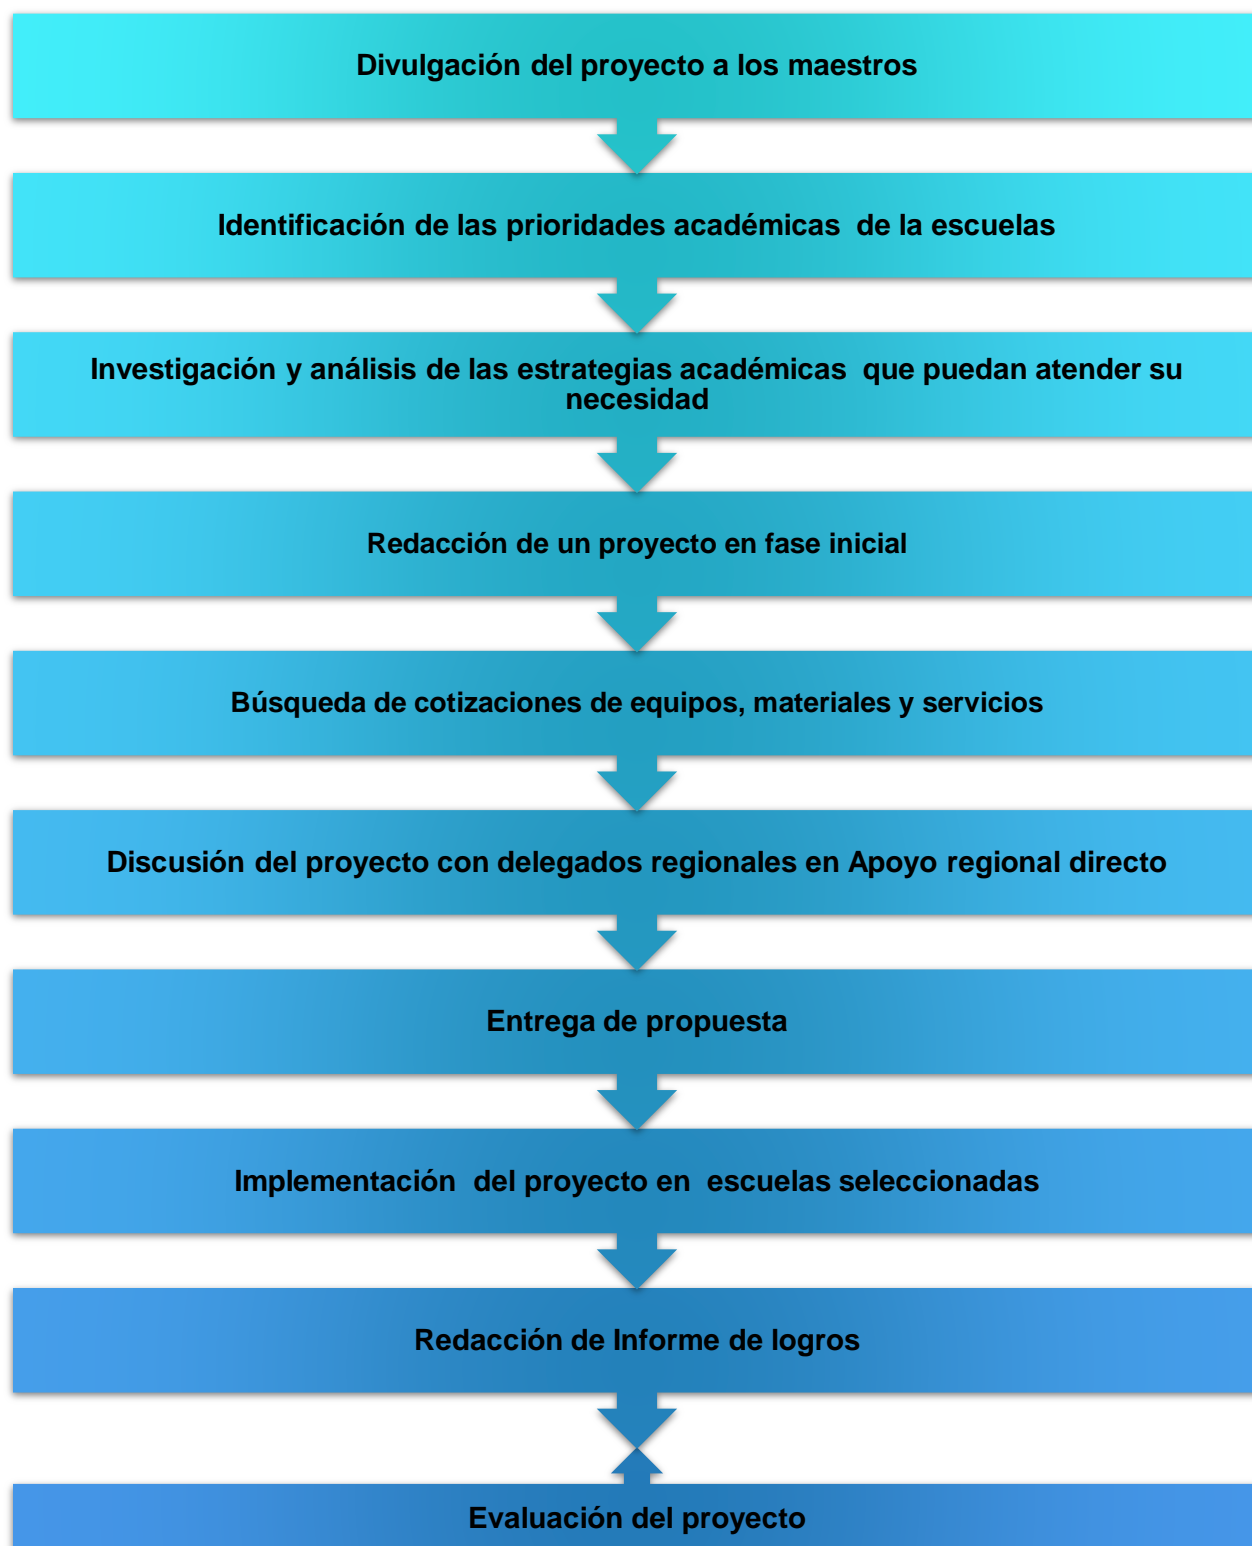 Divulgación del proyecto a los maestros
Identificación de las prioridades académicas  de la escuelas
Investigación y análisis de las estrategias académicas  que puedan atender su
necesidad
Redacción de un proyecto en fase inicial
Búsqueda de cotizaciones de equipos, materiales y servicios
Discusión del proyecto con delegados regionales en Apoyo regional directo
Entrega de propuesta
Implementación  del proyecto en  escuelas seleccionadas
Redacción de Informe de logros
Evaluación del proyecto